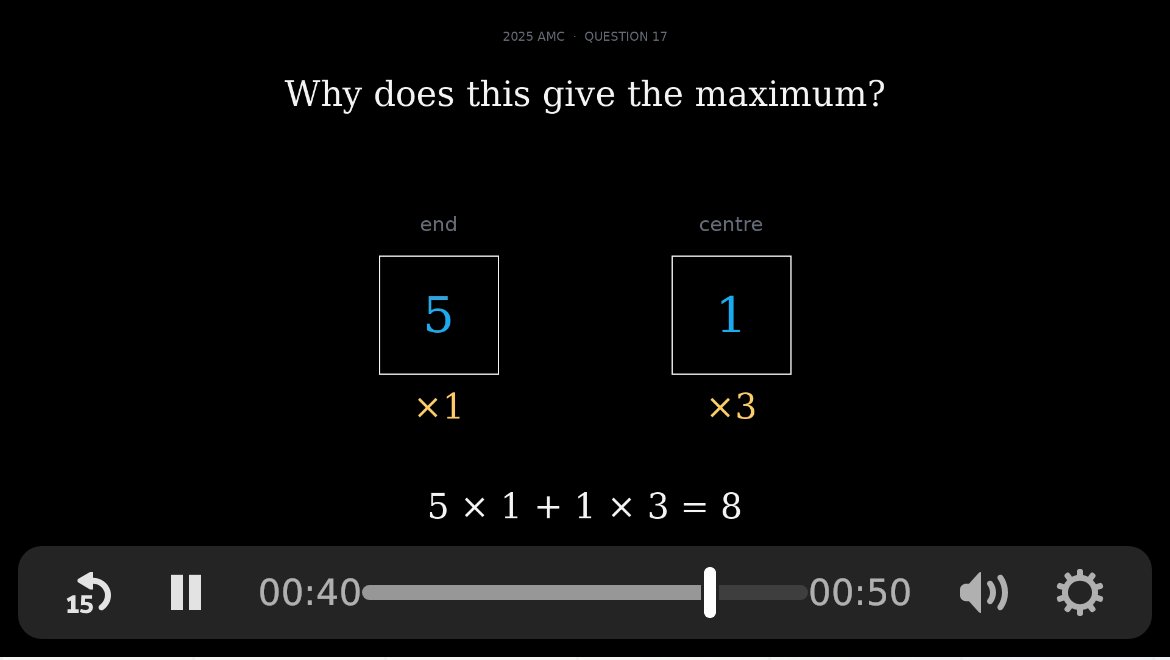 2025 AMC · QUESTION 17
Why does this give the maximum?
end centre
5 1
×1 ×3
5 × 1 + 1 × 3 = 8
15 00:40 00:50